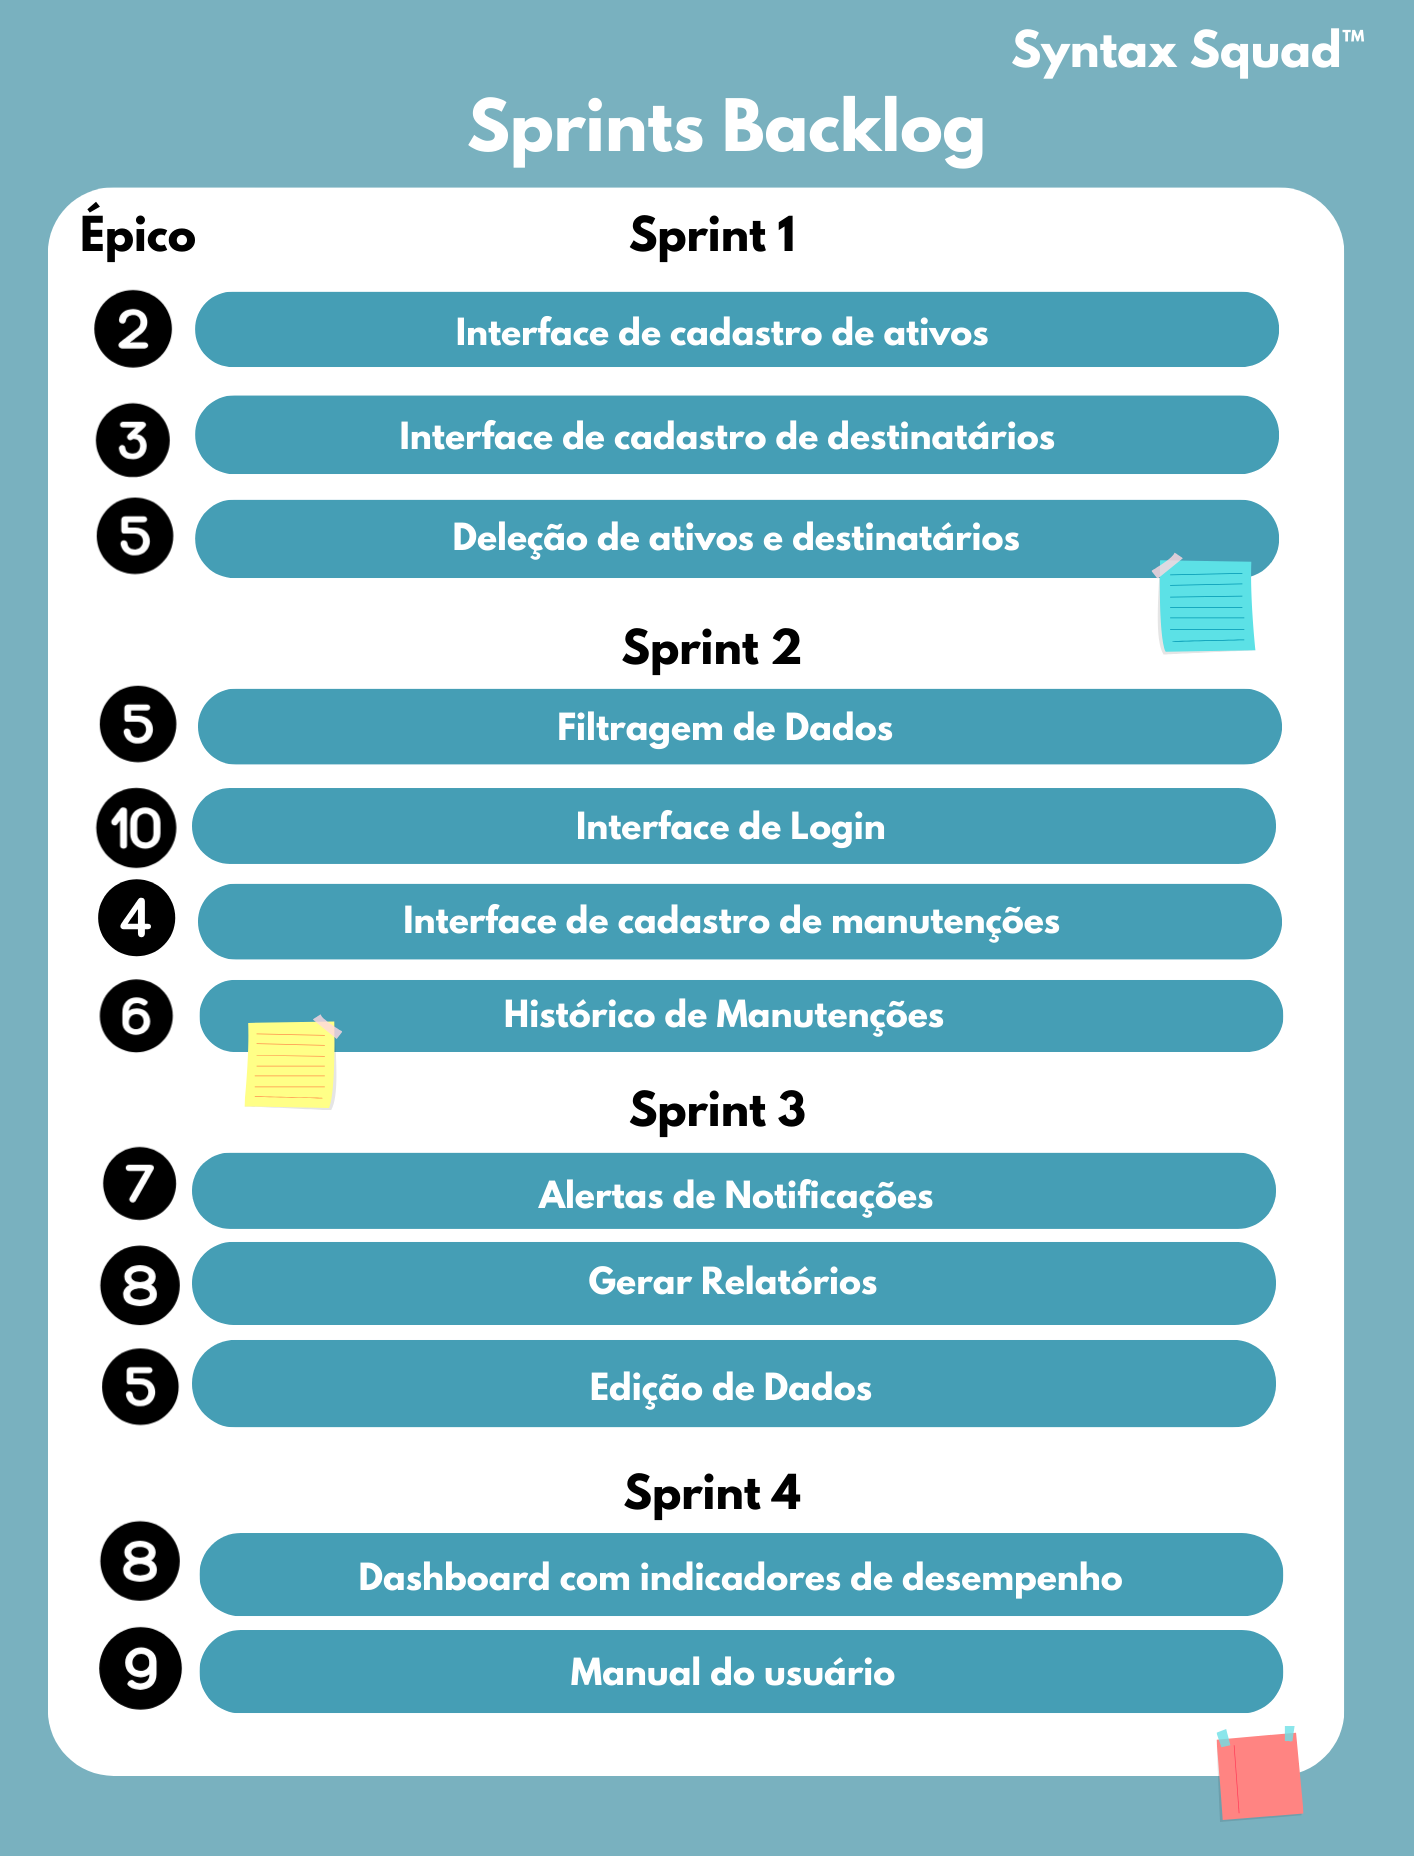 Syntax Squad™
Sprints Backlog
Épico
Sprint 1
2
Interface de cadastro de ativos
3
Interface de cadastro de destinatários
5
Deleção de ativos e destinatários
Sprint 2
5
Filtragem de Dados
10
Interface de Login
4
Interface de cadastro de manutenções
6
Histórico de Manutenções
Sprint 3
7
Alertas de Notificações
8
Gerar Relatórios
5
Edição de Dados
Sprint 4
8
Dashboard com indicadores de desempenho
9
Manual do usuário